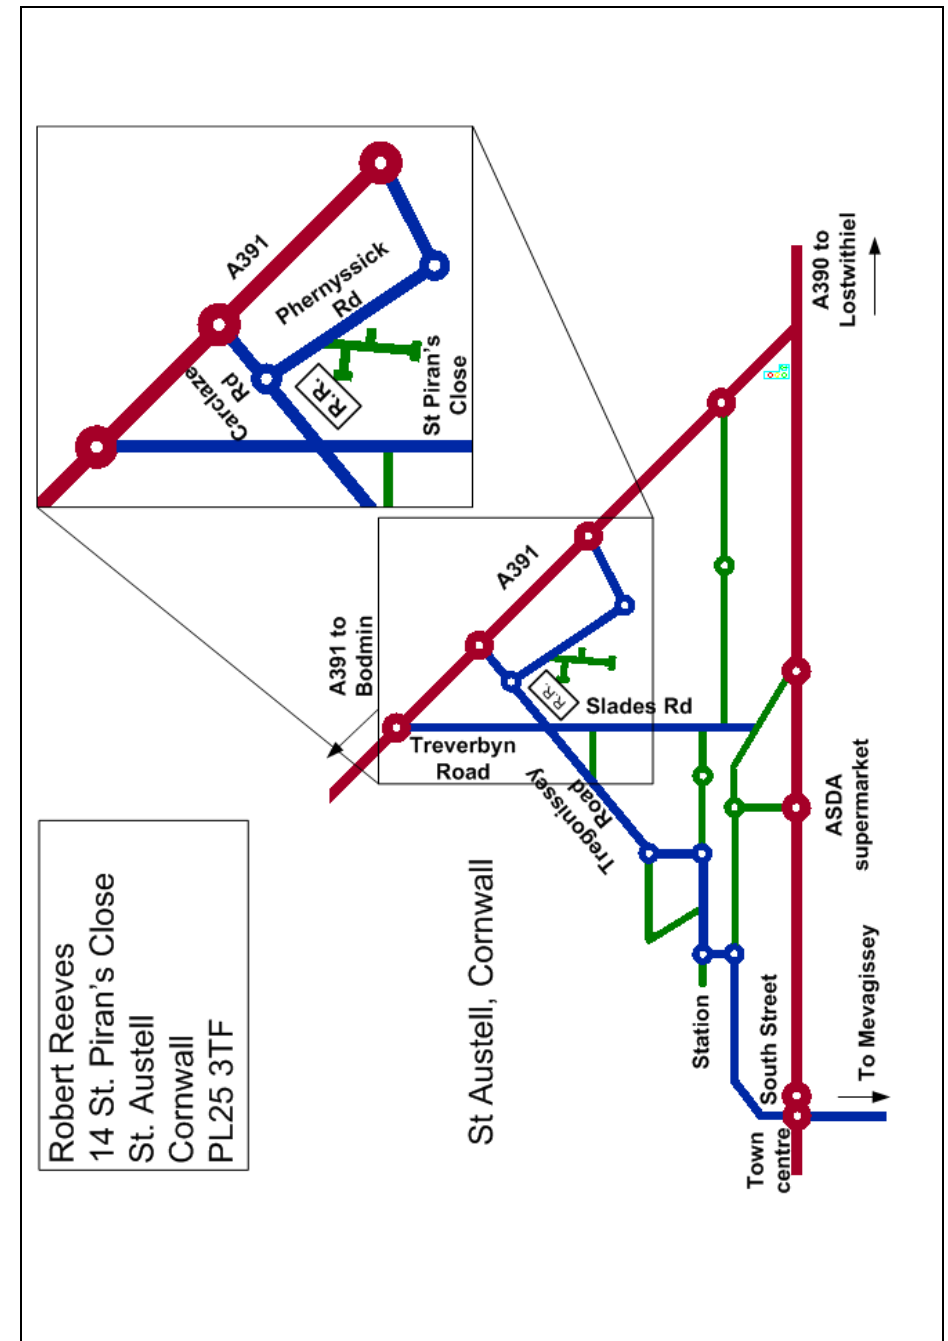 Robert Reeves
14 St. Piran's Close
St. Austell
Cornwall
PL25 3TF
St Austell, Cornwall
A391
Phernyssick
Rd
Carclaze
Rd
R.R.
St Piran's
Close
A391 to
Bodmin
A391
R.R.
Slades Rd
Treverbyn
Road
Tregonissey
Road
A390 to
Lostwithiel
ASDA
supermarket
Station
South Street
To Mevagissey
Town
centre